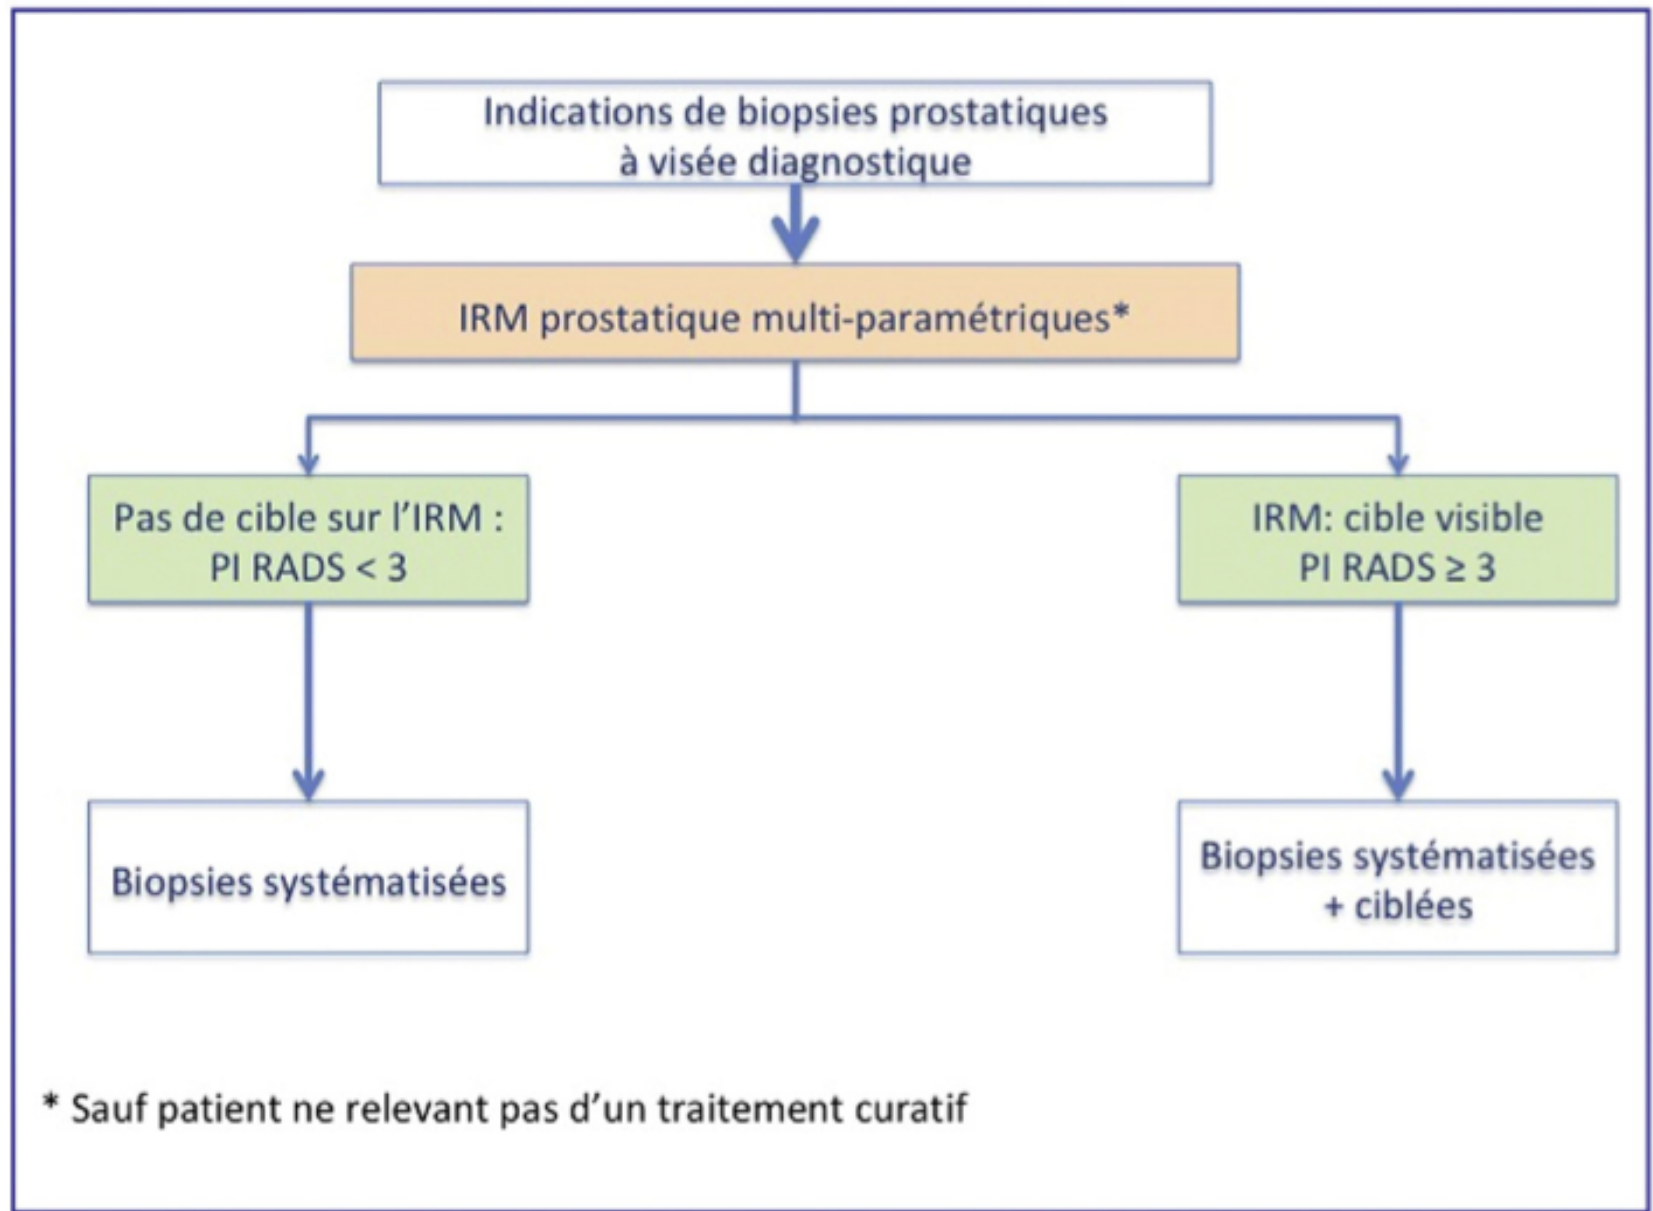 Indications de biopsies prostatiques
à visée diagnostique
IRM prostatique multi-paramétriques*
Pas de cible sur l’IRM :
PI RADS < 3
IRM: cible visible
PI RADS ≥ 3
Biopsies systématisées
Biopsies systématisées
+ ciblées
* Sauf patient ne relevant pas d’un traitement curatif